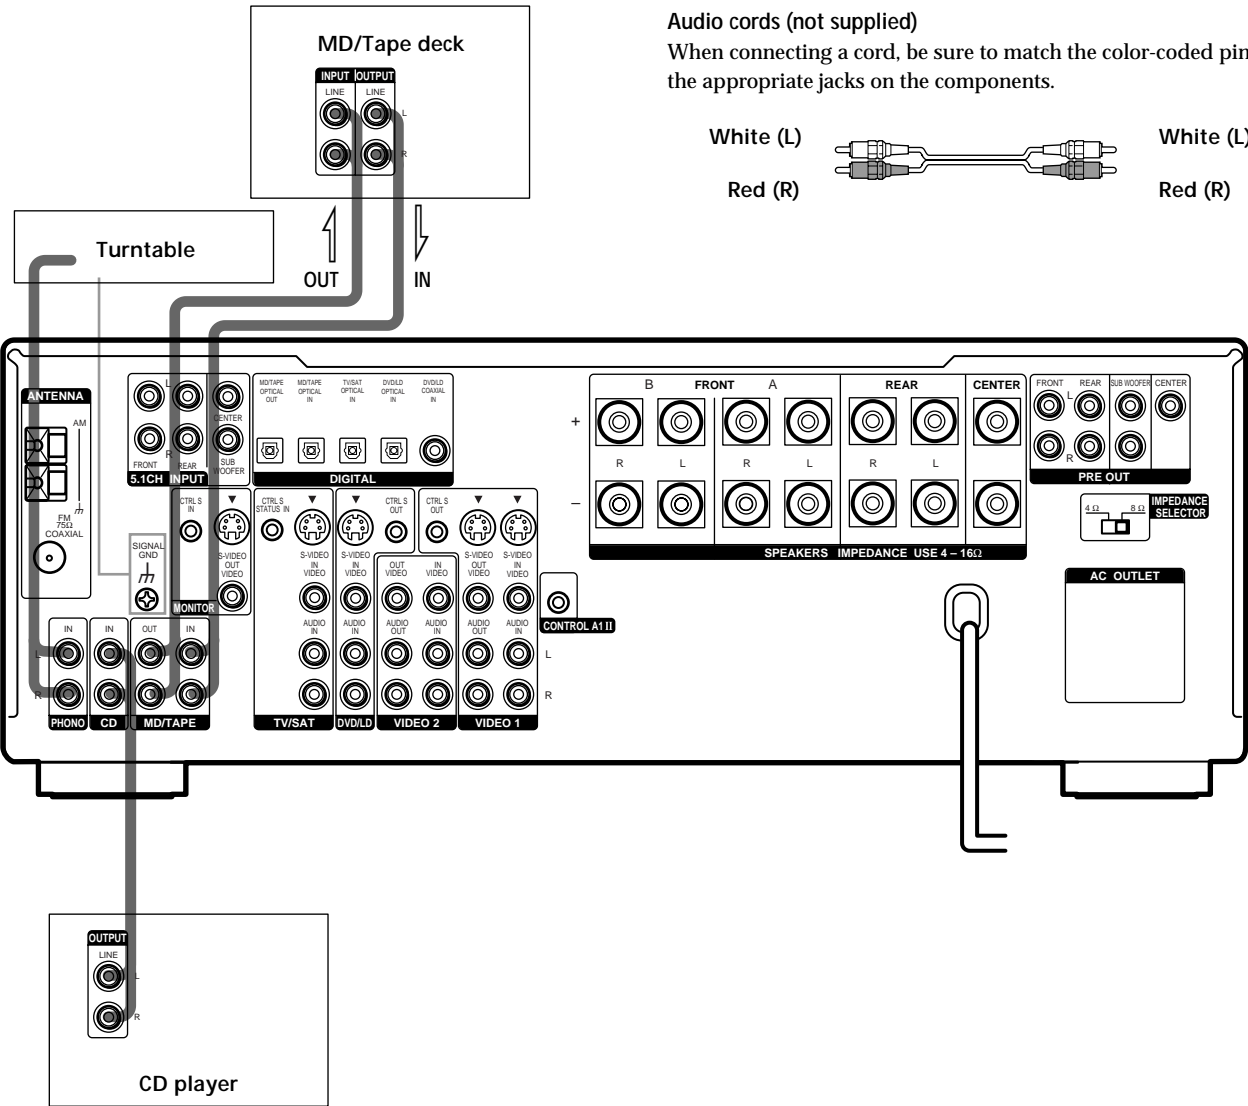 Audio cords (not supplied)
When connecting a cord, be sure to match the color-coded pin
the appropriate jacks on the components.
White (L)
White (L)
Red (R)
Red (R)
MD/Tape deck
INPUT OUTPUT
LINE LINE
L
R
Turntable
OUT IN
ANTENNA
AM
FM
75Ω
COAXIAL
L
CENTER
R
FRONT REAR SUB
WOOFER
5.1CH INPUT
MD/TAPE
OPTICAL
OUT
MD/TAPE
OPTICAL
IN
TV/SAT
OPTICAL
IN
DVD/LD
OPTICAL
IN
DVD/LD
COAXIAL
IN
DIGITAL
B FRONT A REAR CENTER
+
R L R L R L
–
SPEAKERS IMPEDANCE USE 4 – 16Ω
FRONT REAR SUB WOOFER CENTER
L
R
PRE OUT
IMPEDANCE
SELECTOR
4 Ω 8 Ω
AC OUTLET
SIGNAL
GND
CTRL S
IN
S-VIDEO
OUT
VIDEO
MONITOR
CTRL S
STATUS IN
S-VIDEO
IN
VIDEO
AUDIO
IN
TV/SAT
S-VIDEO
IN
VIDEO
AUDIO
IN
DVD/LD
CTRL S
OUT
CTRL S
OUT
OUT
VIDEO
IN
VIDEO
AUDIO
OUT
AUDIO
IN
VIDEO 2
S-VIDEO
OUT
VIDEO
S-VIDEO
IN
VIDEO
AUDIO
OUT
AUDIO
IN
VIDEO 1
L
R
CONTROL A1 II
IN IN OUT IN
L
R
PHONO CD MD/TAPE
OUTPUT
LINE
L
R
CD player